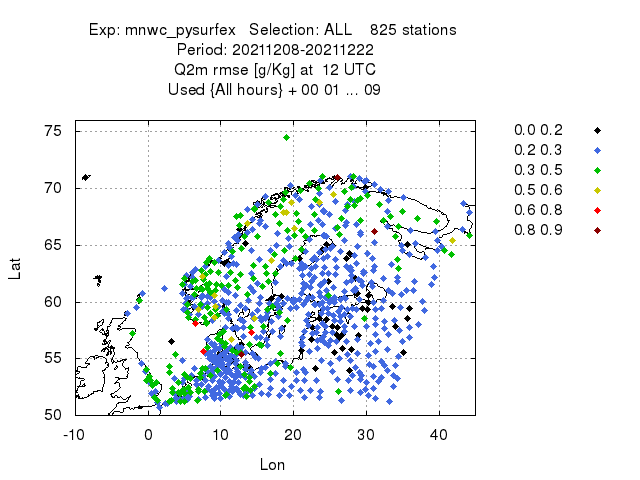 Exp: mnwc_pysurfex   Selection: ALL    825 stations
Period: 20211208-20211222
Q2m rmse [g/Kg] at  12 UTC
Used {All hours} + 00 01 ... 09
75
70
65
60
55
50
-10 0 10 20 30 40
Lat
Lon
0.0 0.2
0.2 0.3
0.3 0.5
0.5 0.6
0.6 0.8
0.8 0.9